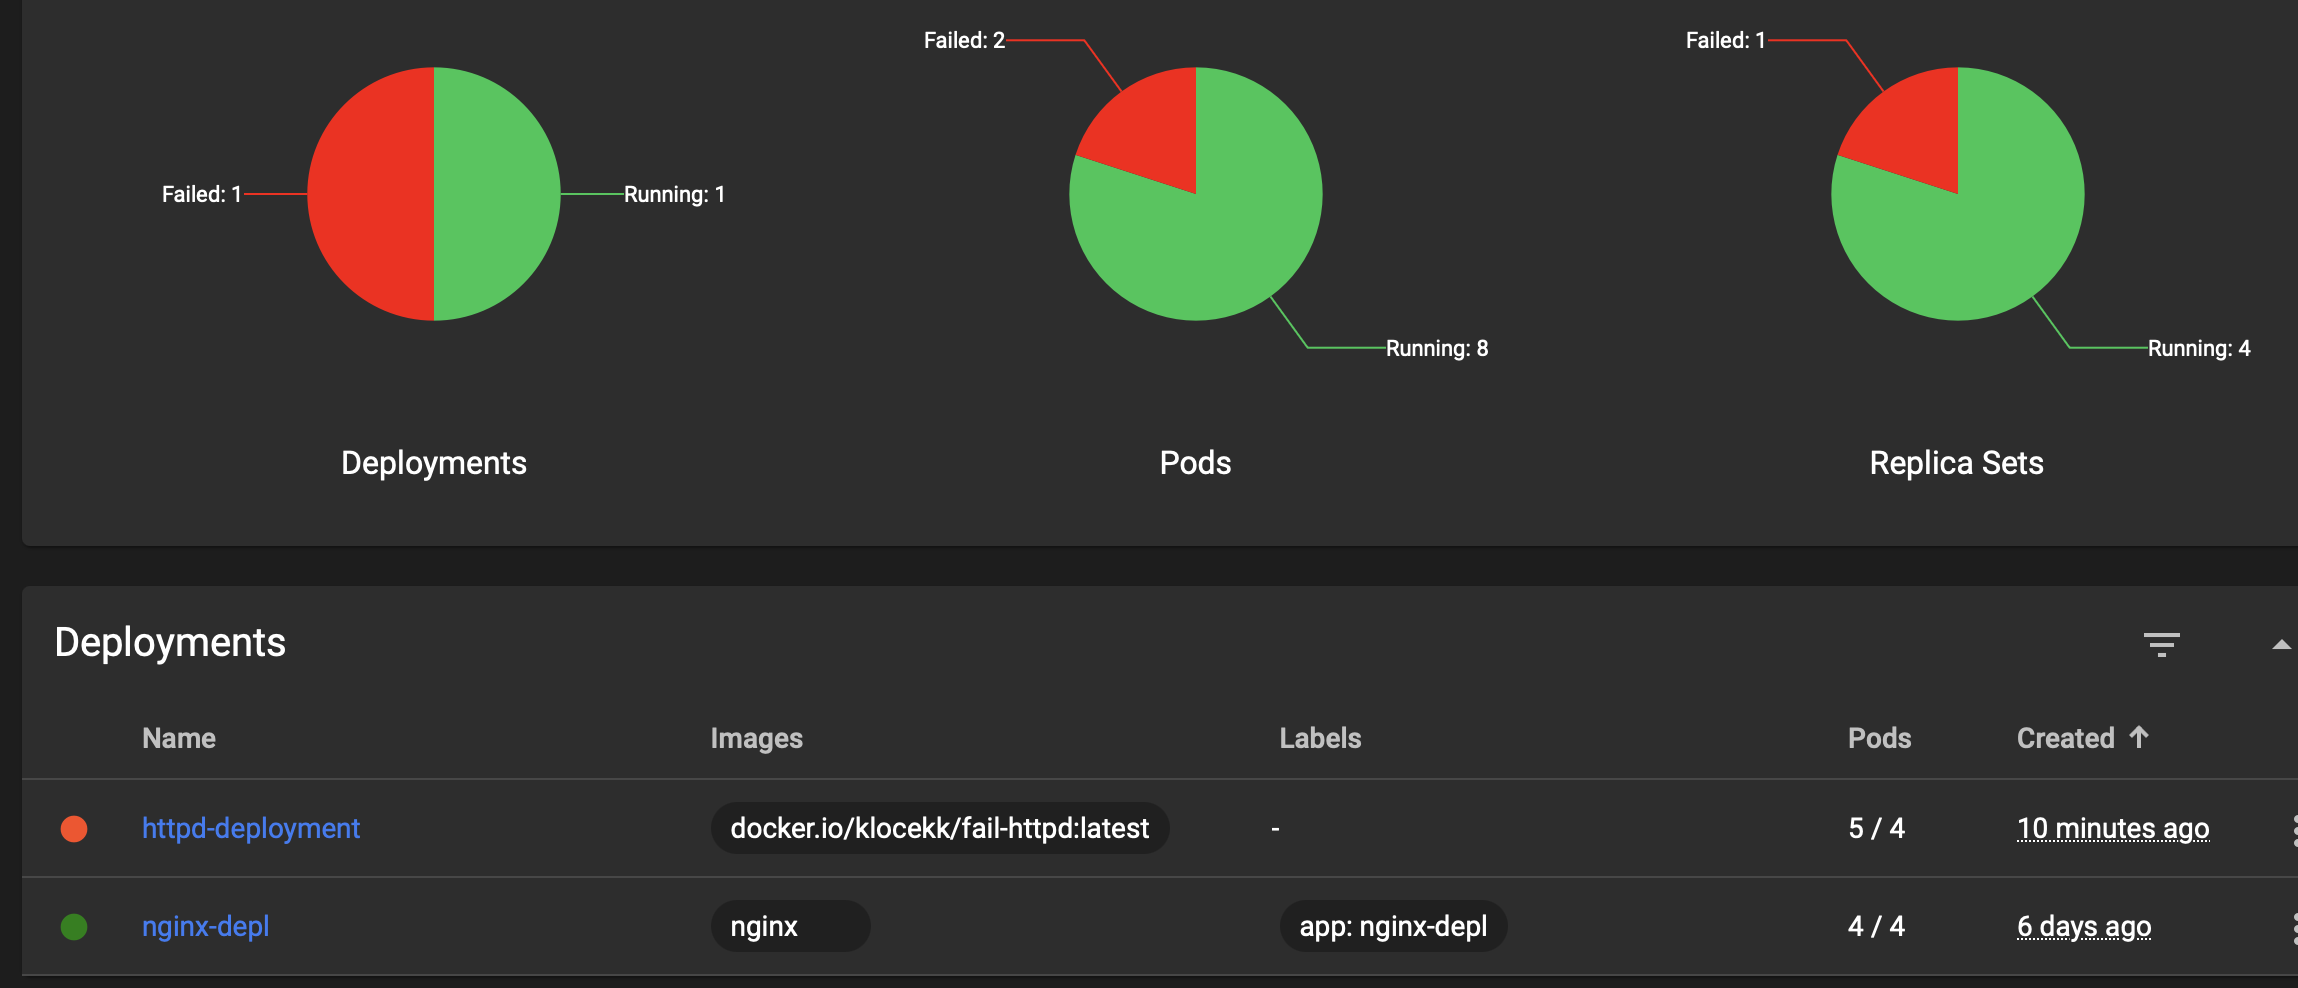 Failed: 2
Failed: 1
Failed: 1
Running: 1
Running: 8
Running: 4
Deployments
Pods
Replica Sets
Deployments
Name Images Labels Pods Created
httpd-deployment docker.io/klocekk/fail-httpd:latest - 5 / 4 10 minutes ago
nginx-depl nginx app: nginx-depl 4 / 4 6 days ago